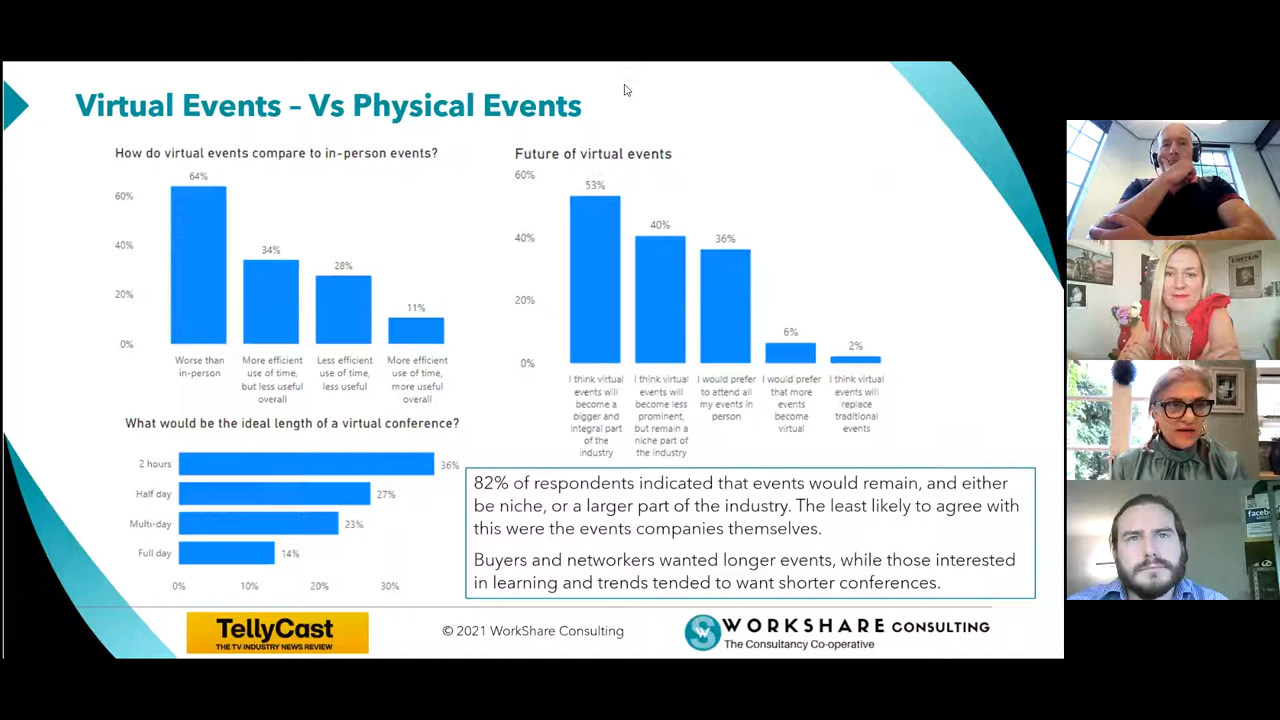 Virtual Events – Vs Physical Events
How do virtual events compare to in-person events?
64%
60%
40%
20%
0%
34%
28%
11%
Worse than
in-person
More efficient
use of time,
but less useful
overall
Less efficient
use of time,
less useful
More efficient
use of time,
more useful
overall
Future of virtual events
60%
40%
20%
0%
53%
40%
36%
6%
2%
I think virtual
events will
become a
bigger and
integral part
of the
industry
I think virtual
events will
become less
prominent,
but remain a
niche part of
the industry
I would prefer
to attend all
my events in
person
I would prefer
that more
events
become
virtual
I think virtual
events will
replace
traditional
events
What would be the ideal length of a virtual conference?
2 hours
36%
Half day
27%
Multi-day
23%
Full day
14%
0%
10%
20%
30%
82% of respondents indicated that events would remain, and either
be niche, or a larger part of the industry. The least likely to agree with
this were the events companies themselves.
Buyers and networkers wanted longer events, while those interested
in learning and trends tended to want shorter conferences.
TellyCast
THE TV INDUSTRY NEWS REVIEW
© 2021 WorkShare Consulting
WORKSHARE CONSULTING
The Consultancy Co-operative
EINSTEIN
faceb